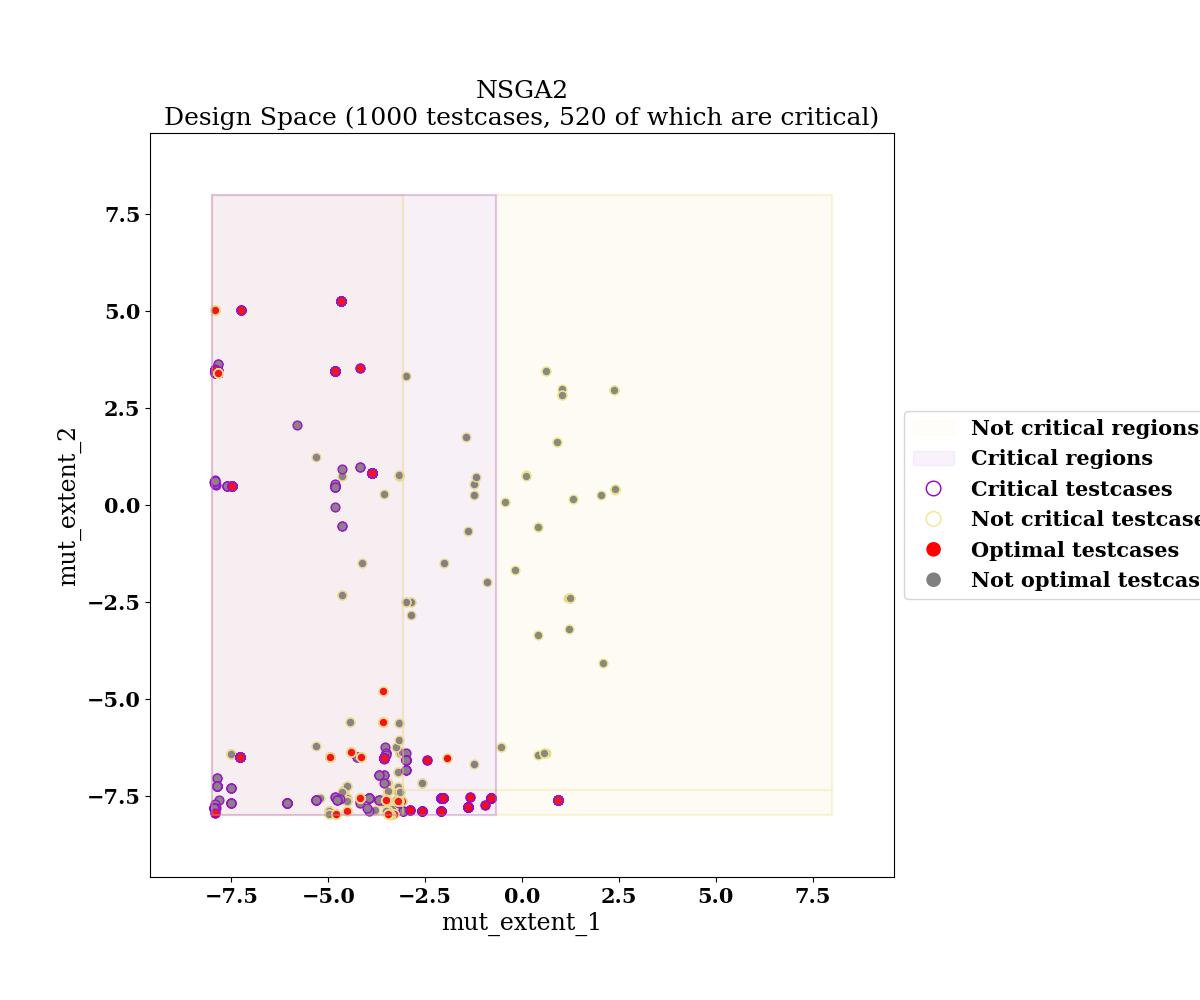 NSGA2
Design Space (1000 testcases, 520 of which are critical)
7.5
5.0
2.5
0.0
−2.5
−5.0
−7.5
mut_extent_2
−7.5
−5.0
−2.5
0.0
2.5
5.0
7.5
mut_extent_1
Not critical regions
Critical regions
Critical testcases
Not critical testcase
Optimal testcases
Not optimal testcas